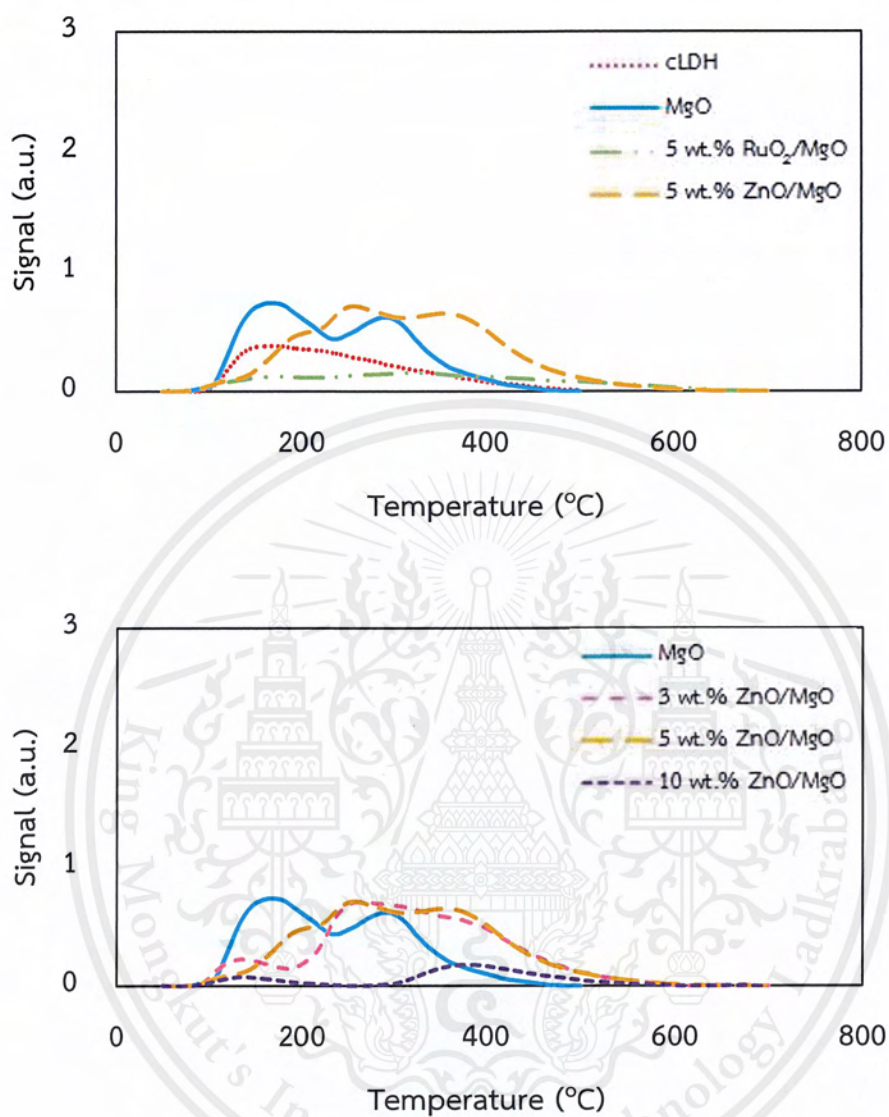 3
2
1
0
Signal (a.u.)
cLDH
MgO
5 wt.% RuO₂/MgO
5 wt.% ZnO/MgO
0 200 400 600 800
Temperature (°C)
3
2
1
0
Signal (a.u.)
MgO
3 wt.% ZnO/MgO
5 wt.% ZnO/MgO
10 wt.% ZnO/MgO
0 200 400 600 800
Temperature (°C)
King Mongkut's Technology Ladkrabang